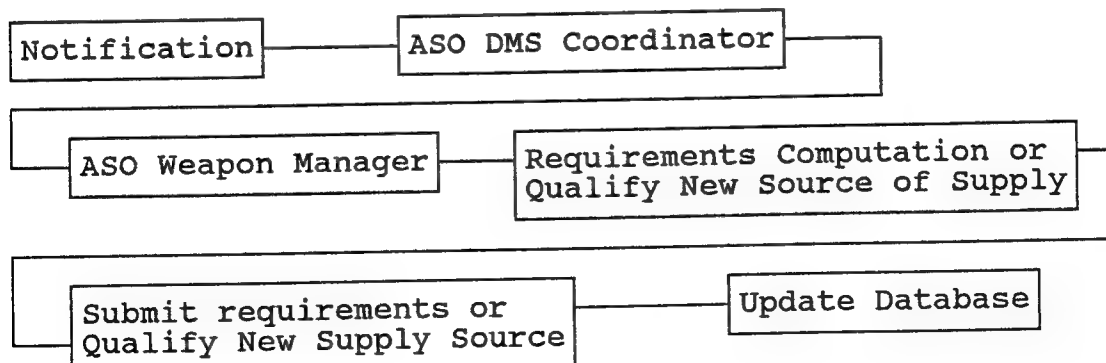 Notification
ASO DMS Coordinator
ASO Weapon Manager
Requirements Computation or
Qualify New Source of Supply
Submit requirements or
Qualify New Supply Source
Update Database